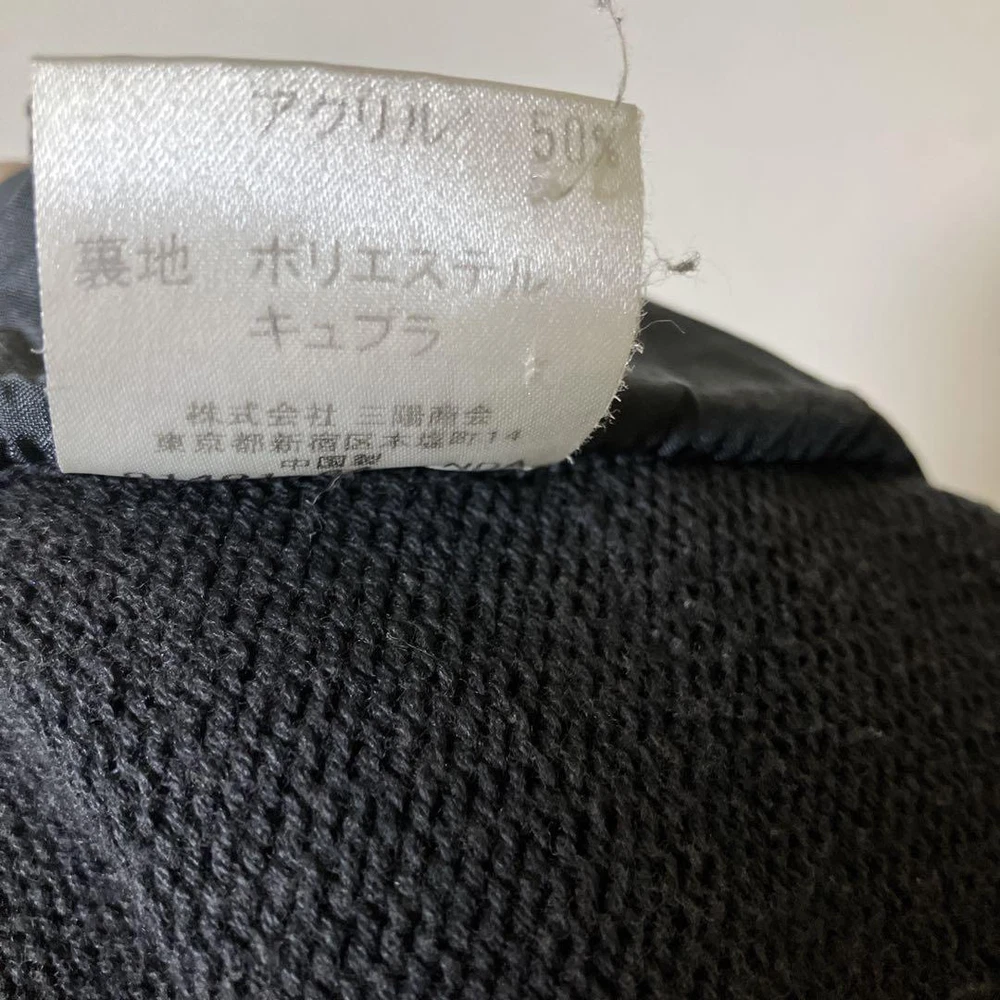 アクリル 50%
裏地 ポリエステル
キュプラ
株式会社 三陽商会
東京都新宿区本塩町14
中国製